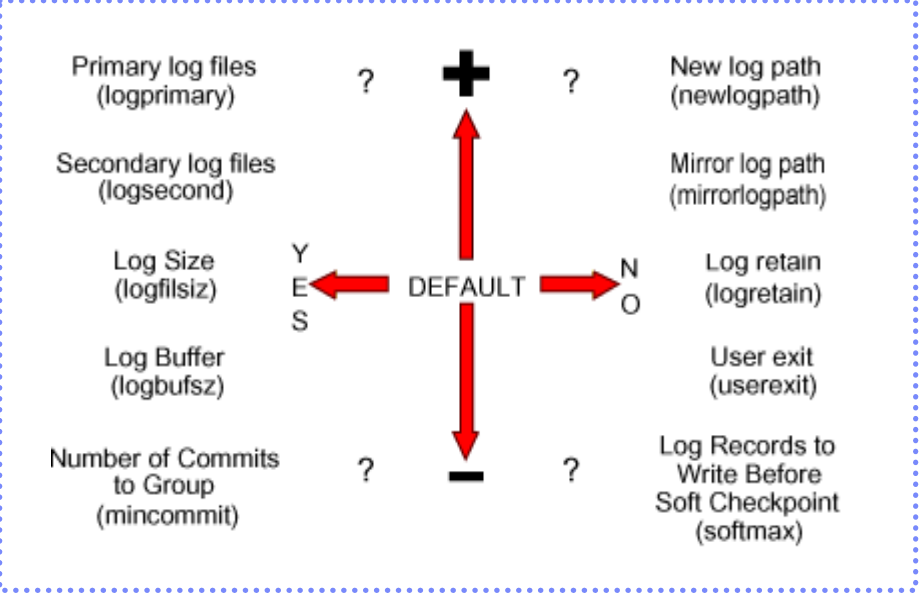 Primary log files
(logprimary)
?
+
?
New log path
(newlogpath)
Secondary log files
(logsecond)
Mirror log path
(mirrorlogpath)
Log Size
(logfilsiz)
YES
DEFAULT
NO
Log retain
(logretain)
Log Buffer
(logbufsz)
User exit
(userexit)
Number of Commits
to Group
(mincommit)
?
-
?
Log Records to
Write Before
Soft Checkpoint
(softmax)